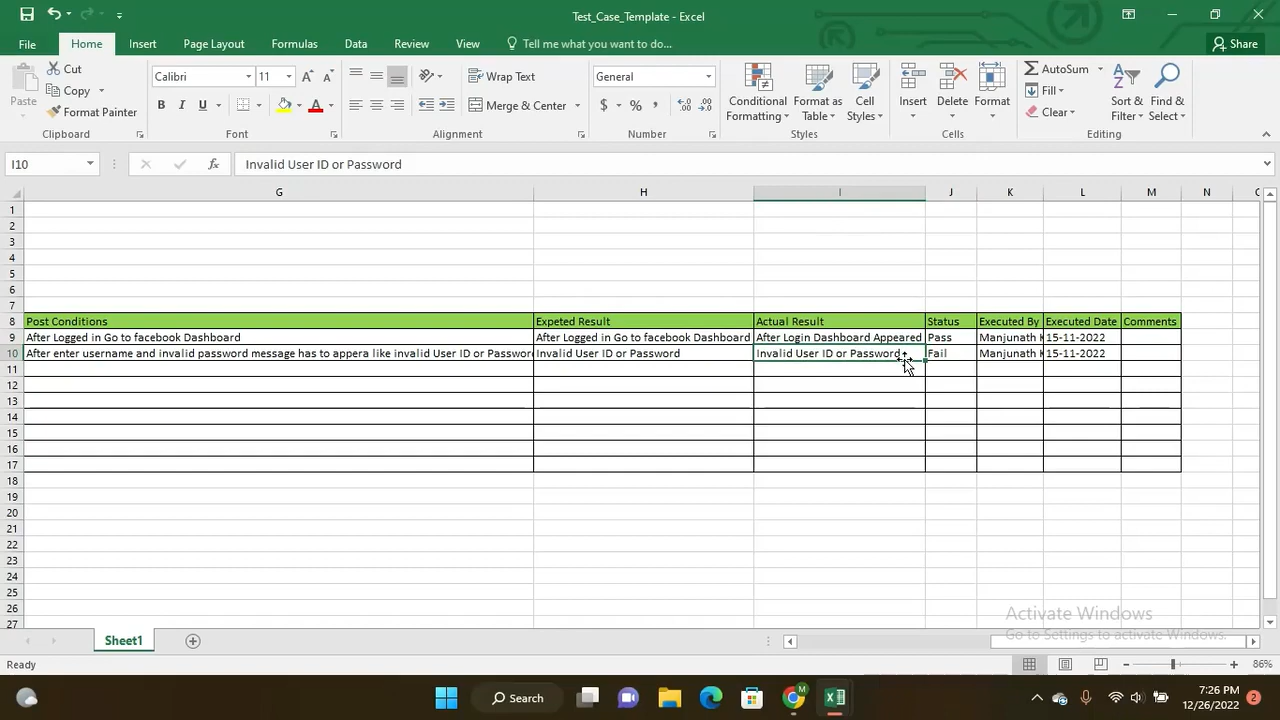 Test_Case_Template - Excel
File Home Insert Page Layout Formulas Data Review View Tell me what you want to do... Share
Paste Cut Copy Format Painter
Calibri 11 B I U A
Wrap Text Merge & Center
General $ % ,
Conditional Formatting Format as Table Cell Styles
Insert Delete Format
AutoSum Fill Clear Sort & Filter Find & Select
Clipboard Font Alignment Number Styles Cells Editing
I10 fx Invalid User ID or Password
G H I J K L M N
1
2
3
4
5
6
7
8 Post Conditions Expeted Result Actual Result Status Executed By Executed Date Comments
9 After Logged in Go to facebook Dashboard After Logged in Go to facebook Dashboard After Login Dashboard Appeared Pass Manjunath 15-11-2022
10 After enter username and invalid password message has to appera like invalid User ID or Passwor Invalid User ID or Password Invalid User ID or Password Fail Manjunath 15-11-2022
11
12
13
14
15
16
17
18
19
20
21
22
23
24
25
26
27
Activate Windows
Go to Settings to activate Windows.
Sheet1
Ready 86%
Search
7:26 PM
12/26/2022
2